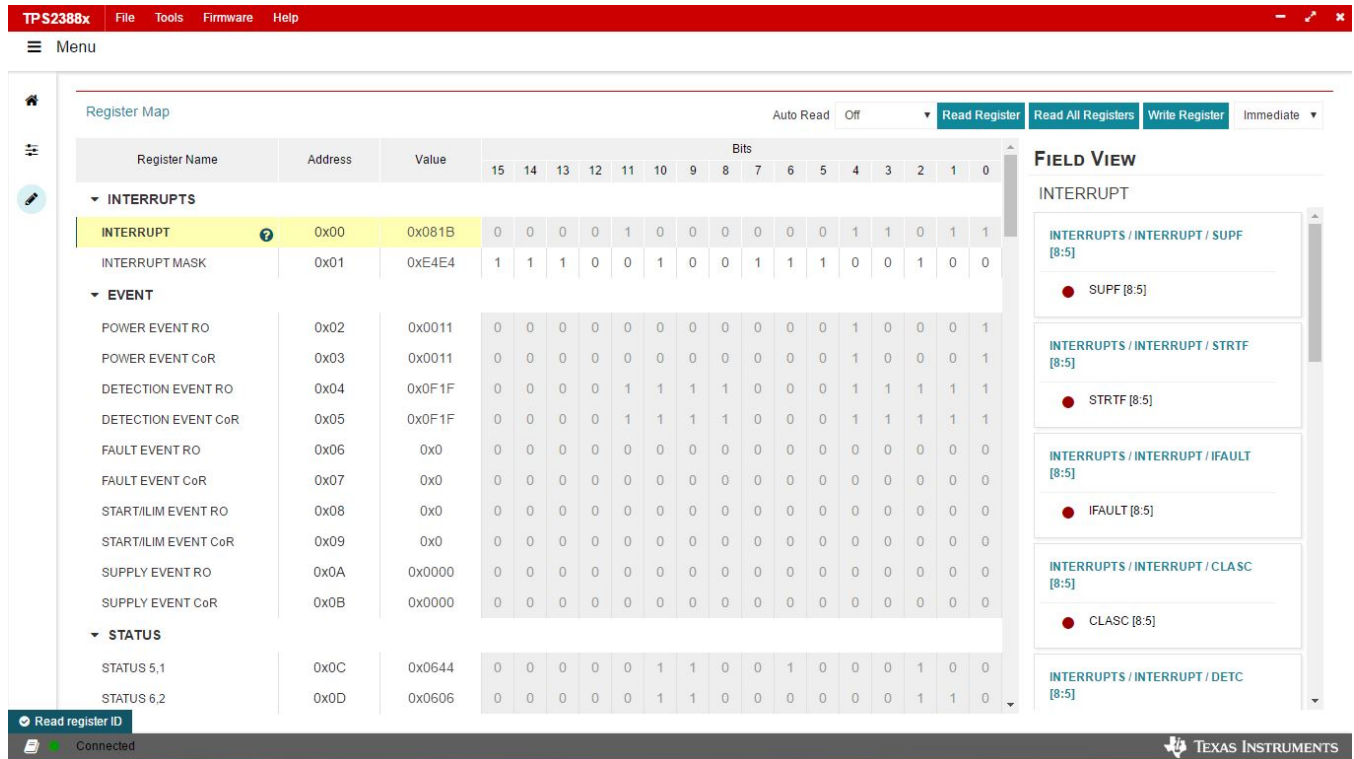 TPS2388x File Tools Firmware Help
Menu
Register Map
Auto Read Off Read Register Read All Registers Write Register Immediate
Register Name Address Value Bits
15 14 13 12 11 10 9 8 7 6 5 4 3 2 1 0
INTERRUPTS
INTERRUPT ? 0x00 0x081B 0 0 0 0 1 0 0 0 0 0 0 1 1 0 1 1
INTERRUPT MASK 0x01 0xE4E4 1 1 1 0 0 1 0 0 1 1 1 0 0 1 0 0
EVENT
POWER EVENT RO 0x02 0x0011 0 0 0 0 0 0 0 0 0 0 0 1 0 0 0 1
POWER EVENT CoR 0x03 0x0011 0 0 0 0 0 0 0 0 0 0 0 1 0 0 0 1
DETECTION EVENT RO 0x04 0x0F1F 0 0 0 0 1 1 1 1 0 0 0 1 1 1 1 1
DETECTION EVENT CoR 0x05 0x0F1F 0 0 0 0 1 1 1 1 0 0 0 1 1 1 1 1
FAULT EVENT RO 0x06 0x0 0 0 0 0 0 0 0 0 0 0 0 0 0 0 0 0
FAULT EVENT CoR 0x07 0x0 0 0 0 0 0 0 0 0 0 0 0 0 0 0 0 0
START/ILIM EVENT RO 0x08 0x0 0 0 0 0 0 0 0 0 0 0 0 0 0 0 0 0
START/ILIM EVENT CoR 0x09 0x0 0 0 0 0 0 0 0 0 0 0 0 0 0 0 0 0
SUPPLY EVENT RO 0x0A 0x0000 0 0 0 0 0 0 0 0 0 0 0 0 0 0 0 0
SUPPLY EVENT CoR 0x0B 0x0000 0 0 0 0 0 0 0 0 0 0 0 0 0 0 0 0
STATUS
STATUS 5,1 0x0C 0x0644 0 0 0 0 0 1 1 0 0 1 0 0 0 1 0 0
STATUS 6,2 0x0D 0x0606 0 0 0 0 0 1 1 0 0 0 0 0 0 1 1 0
FIELD VIEW
INTERRUPT
INTERRUPTS / INTERRUPT / SUPF
[8:5]
SUPF [8:5]
INTERRUPTS / INTERRUPT / STRTF
[8:5]
STRTF [8:5]
INTERRUPTS / INTERRUPT / IFAULT
[8:5]
IFAULT [8:5]
INTERRUPTS / INTERRUPT / CLASC
[8:5]
CLASC [8:5]
INTERRUPTS / INTERRUPT / DETC
[8:5]
Read register ID
Connected
TEXAS INSTRUMENTS